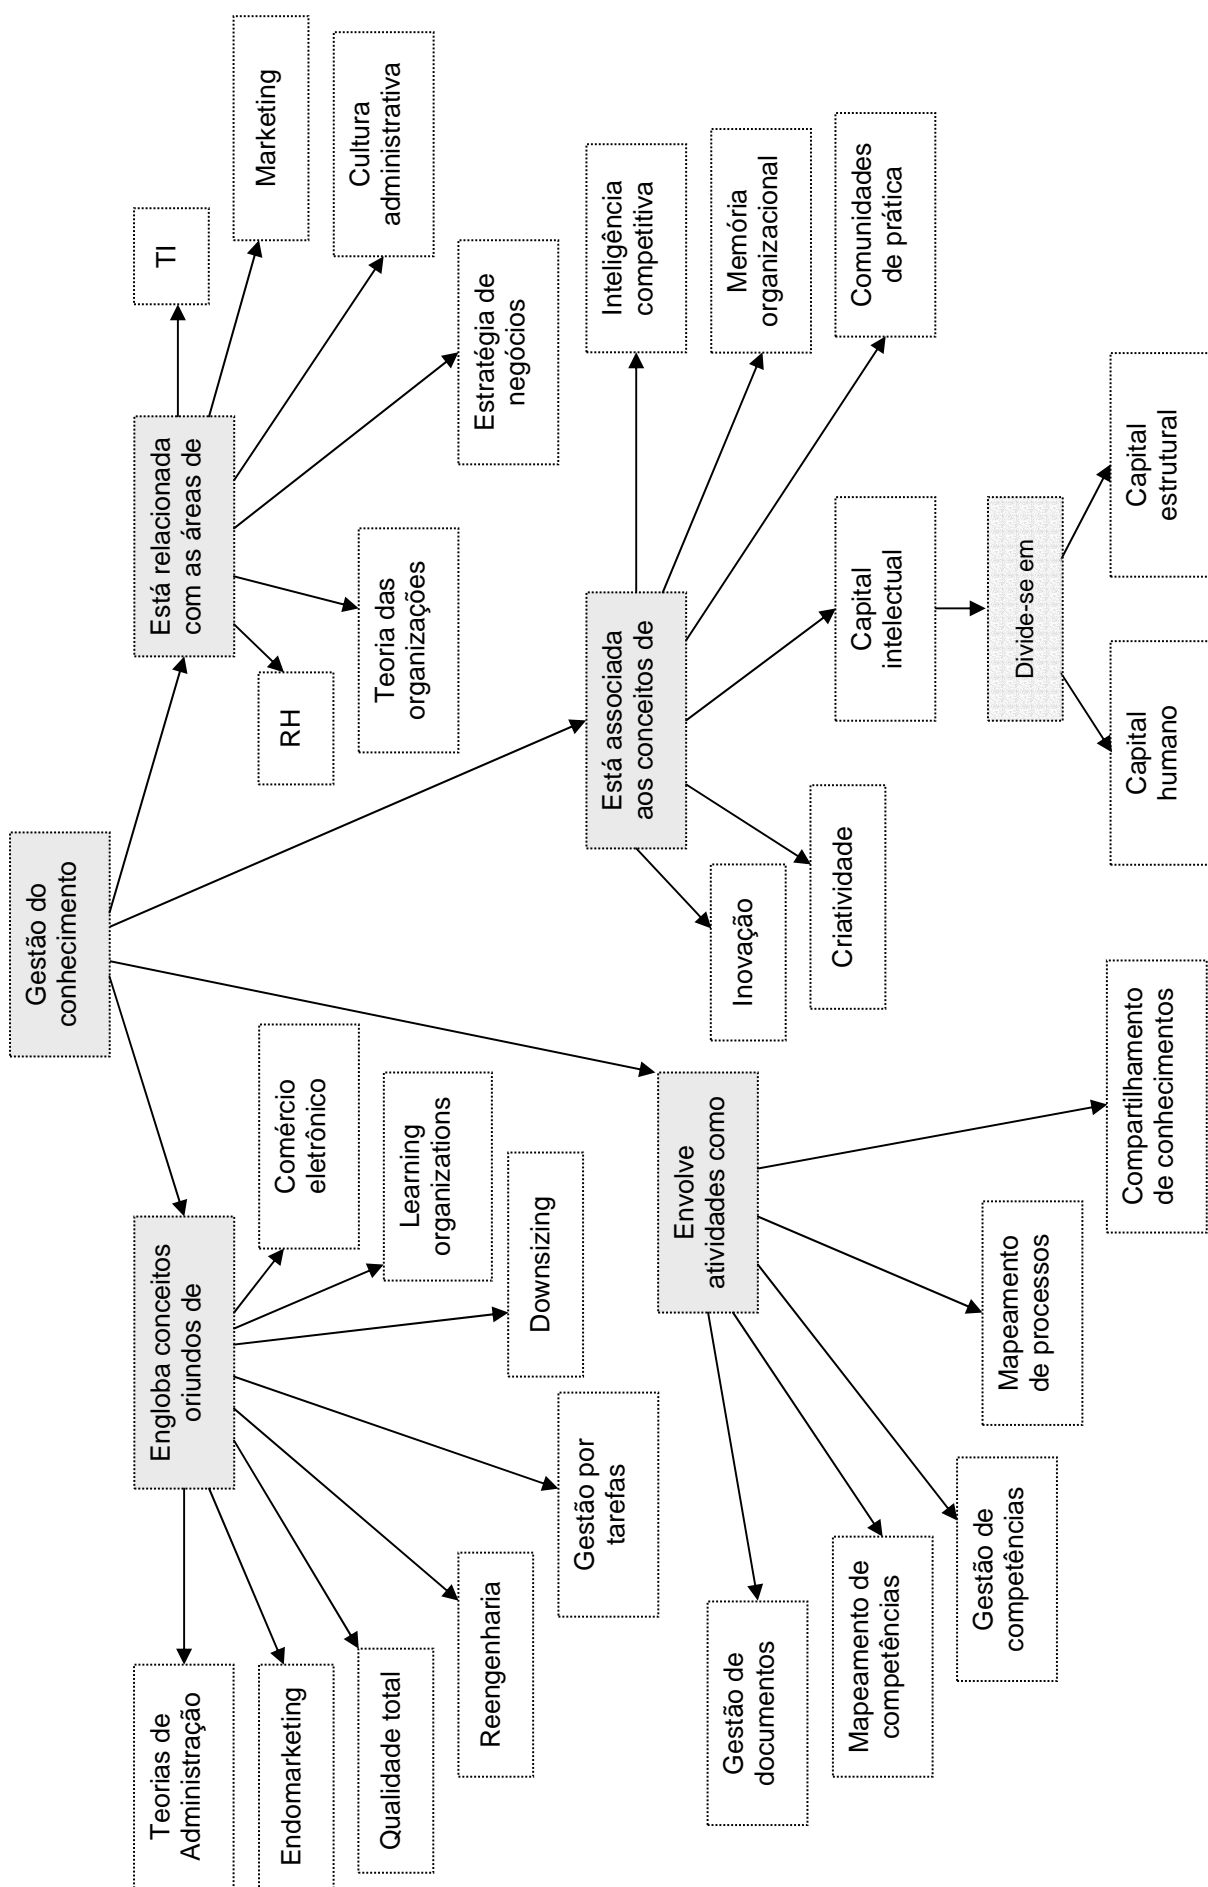 Gestão do
conhecimento
Engloba conceitos
oriundos de
Está relacionada
com as áreas de
Teorias de
Administração
TI
Endomarketing
Comércio
eletrônico
RH
Marketing
Qualidade total
Learning
organizations
Teoria das
organizações
Cultura
administrativa
Reengenharia
Downsizing
Estratégia de
negócios
Gestão por
tarefas
Está associada
aos conceitos de
Inteligência
competitiva
Envolve
atividades como
Gestão de
documentos
Inovação
Memória
organizacional
Mapeamento de
competências
Criatividade
Capital
intelectual
Comunidades
de prática
Gestão de
competências
Mapeamento
de processos
Divide-se em
Compartilhamento
de conhecimentos
Capital
humano
Capital
estrutural